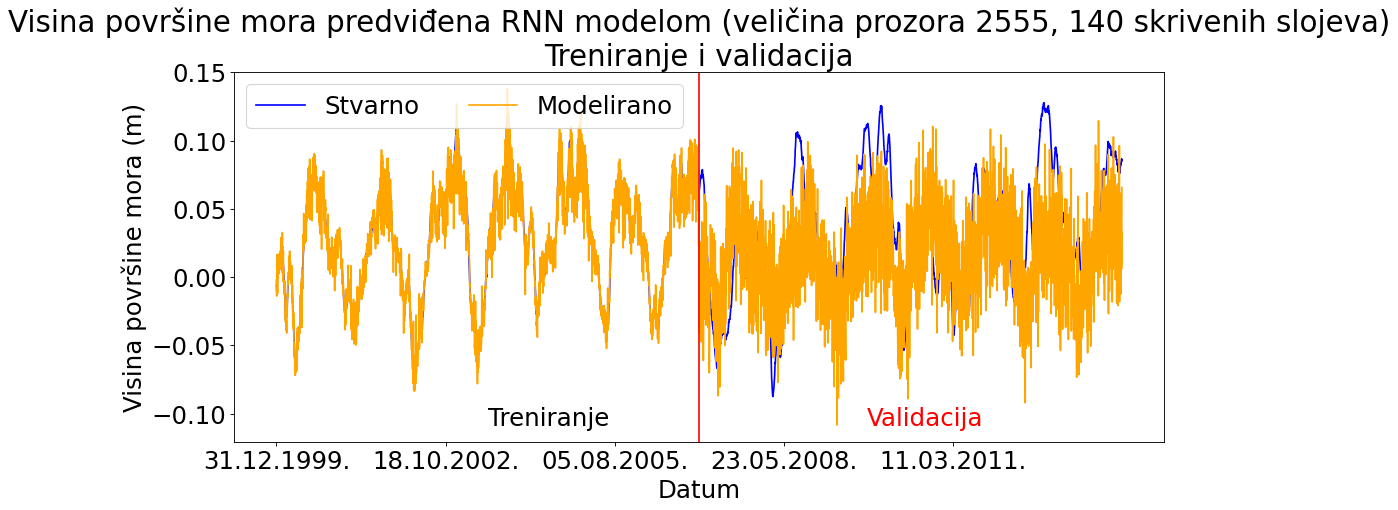 Visina površine mora predviđena RNN modelom (veličina prozora 2555, 140 skrivenih slojeva)
Treniranje i validacija
Stvarno
Modelirano
Visina površine mora (m)
0.15
0.10
0.05
0.00
−0.05
−0.10
Treniranje
Validacija
31.12.1999.
18.10.2002.
05.08.2005.
23.05.2008.
11.03.2011.
Datum